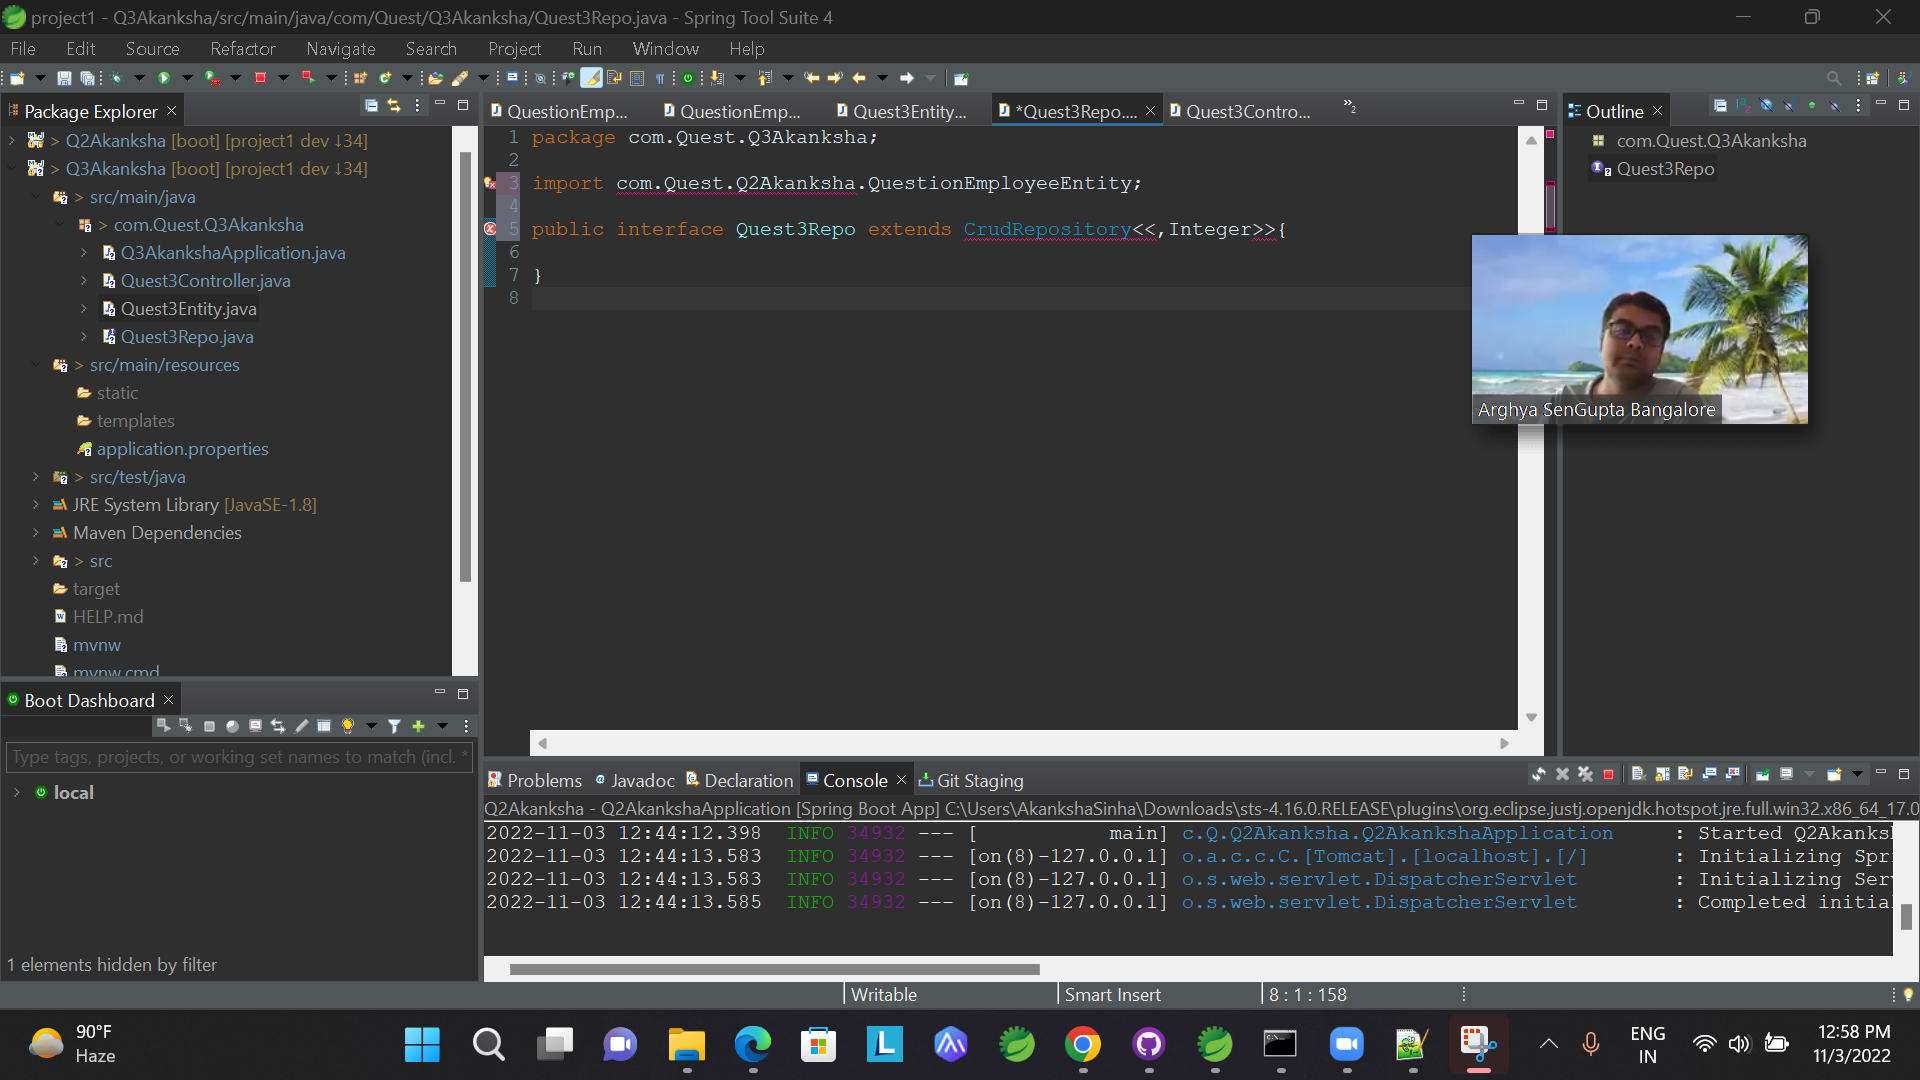 project1 - Q3Akanksha/src/main/java/com/Quest/Q3Akanksha/Quest3Repo.java - Spring Tool Suite 4
File Edit Source Refactor Navigate Search Project Run Window Help
Package Explorer
> Q2Akanksha [boot] [project1 dev ↓34]
> Q3Akanksha [boot] [project1 dev ↓34]
> src/main/java
> com.Quest.Q3Akanksha
Q3AkankshaApplication.java
Quest3Controller.java
Quest3Entity.java
Quest3Repo.java
> src/main/resources
static
templates
application.properties
> src/test/java
JRE System Library [JavaSE-1.8]
Maven Dependencies
> src
target
HELP.md
mvnw
mvnw.cmd
QuestionEmp... QuestionEmp... Quest3Entity... *Quest3Repo.... Quest3Contro... »2
1 package com.Quest.Q3Akanksha;
2
3 import com.Quest.Q2Akanksha.QuestionEmployeeEntity;
4
5 public interface Quest3Repo extends CrudRepository<<,Integer>>{
6
7 }
8
Outline
com.Quest.Q3Akanksha
Quest3Repo
Arghya SenGupta Bangalore
Boot Dashboard
Type tags, projects, or working set names to match (incl. *
local
1 elements hidden by filter
Problems Javadoc Declaration Console Git Staging
Q2Akanksha - Q2AkankshaApplication [Spring Boot App] C:\Users\AkankshaSinha\Downloads\sts-4.16.0.RELEASE\plugins\org.eclipse.justj.openjdk.hotspot.jre.full.win32.x86_64_17.0
2022-11-03 12:44:12.398 INFO 34932 --- [ main] c.Q.Q2Akanksha.Q2AkankshaApplication : Started Q2Akanksh
2022-11-03 12:44:13.583 INFO 34932 --- [on(8)-127.0.0.1] o.a.c.c.C.[Tomcat].[localhost].[/] : Initializing Spri
2022-11-03 12:44:13.583 INFO 34932 --- [on(8)-127.0.0.1] o.s.web.servlet.DispatcherServlet : Initializing Serv
2022-11-03 12:44:13.585 INFO 34932 --- [on(8)-127.0.0.1] o.s.web.servlet.DispatcherServlet : Completed initia
Writable Smart Insert 8 : 1 : 158
90°F
Haze
ENG
IN
12:58 PM
11/3/2022